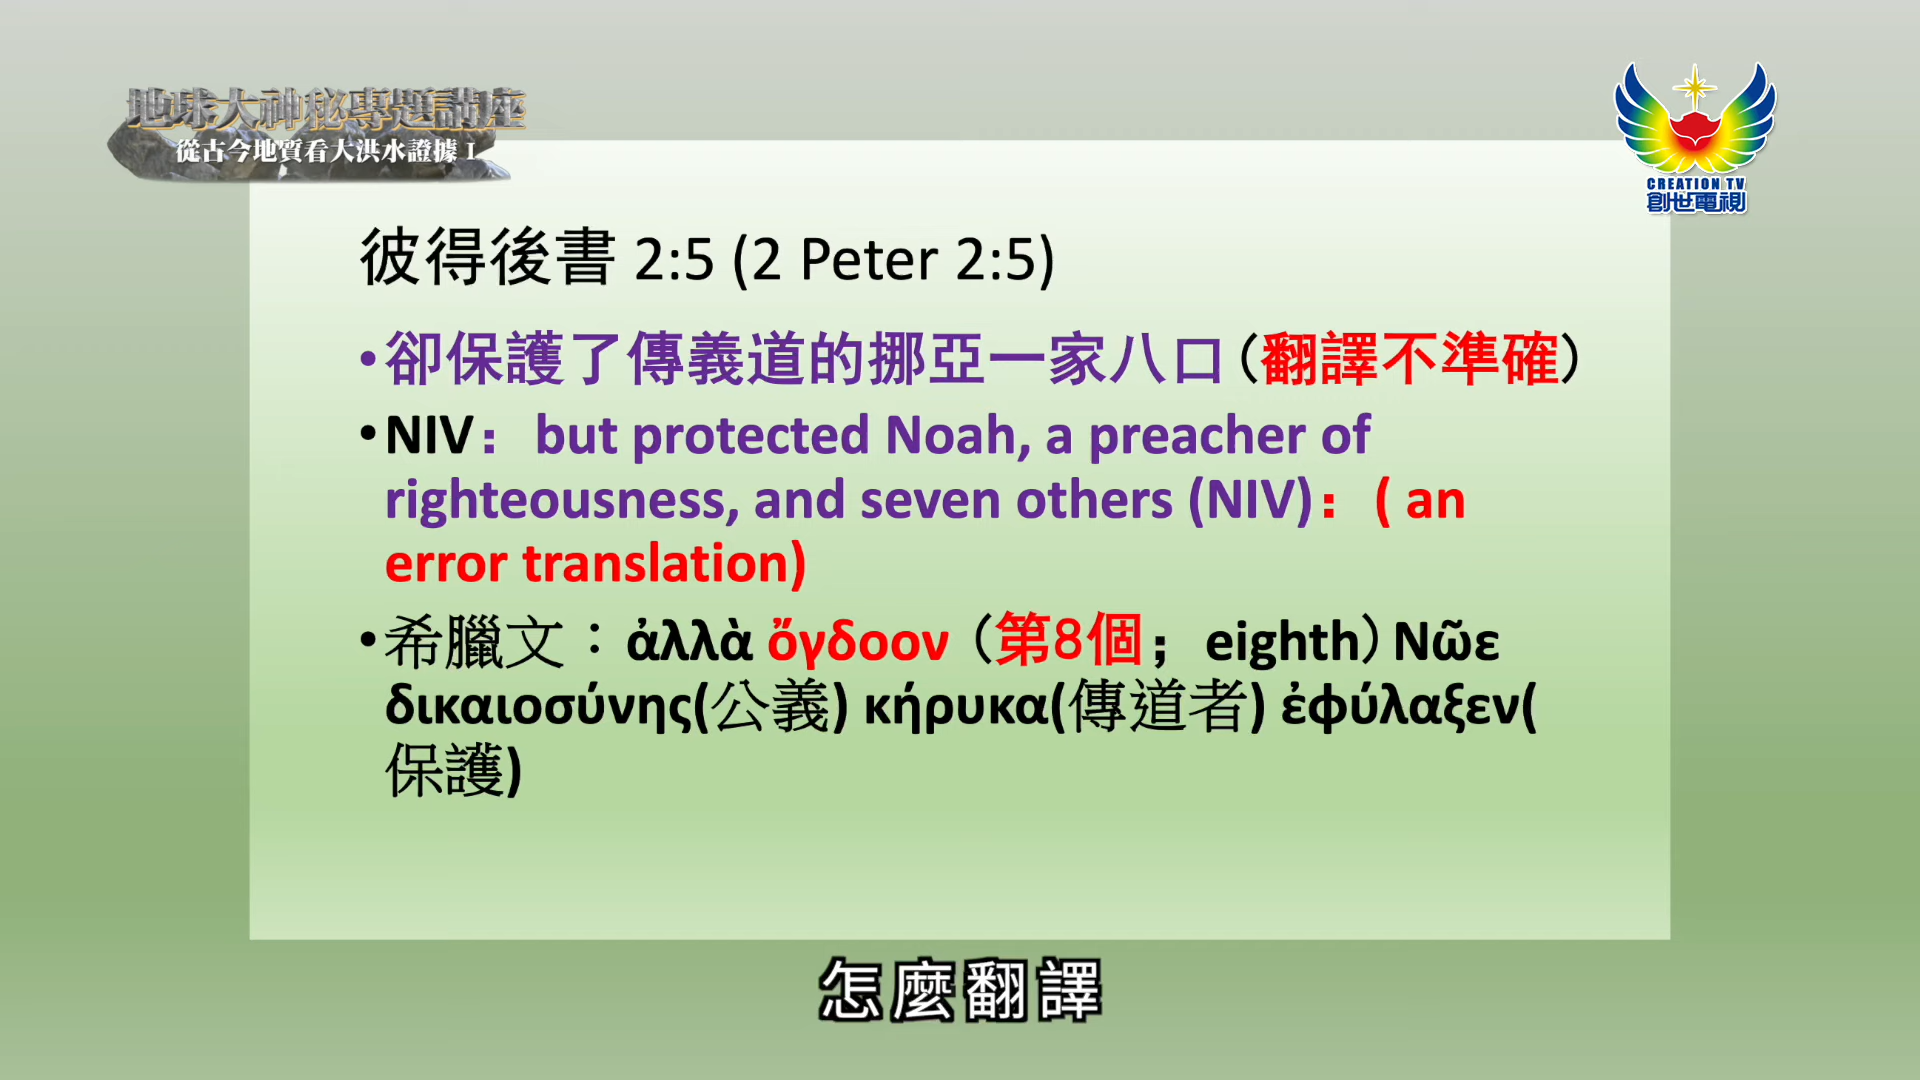 地球大神秘專題講座
從古今地質看大洪水證據 I
CREATION TV
創世電視
彼得後書 2:5 (2 Peter 2:5)
•卻保護了傳義道的挪亞一家八口(翻譯不準確)
•NIV: but protected Noah, a preacher of
righteousness, and seven others (NIV): ( an
error translation)
•希臘文：ἀλλὰ ὄγδοον (第8個; eighth) Νῶε
δικαιοσύνης(公義) κήρυκα(傳道者) ἐφύλαξεν(
保護)
怎麼翻譯